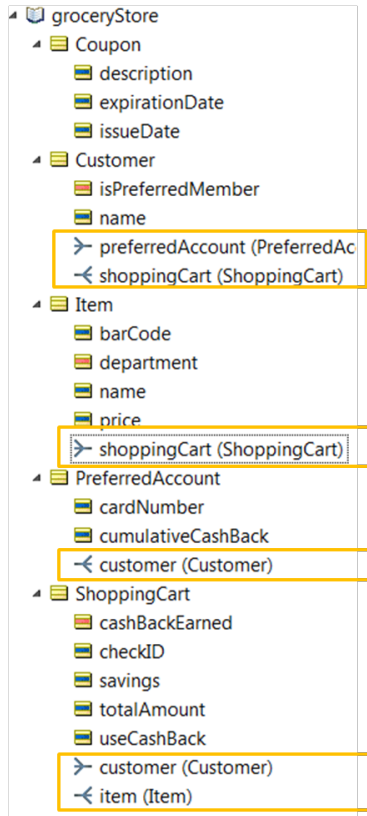 groceryStore
Coupon
description
expirationDate
issueDate
Customer
isPreferredMember
name
preferredAccount (PreferredAc
shoppingCart (ShoppingCart)
Item
barCode
department
name
price
shoppingCart (ShoppingCart)
PreferredAccount
cardNumber
cumulativeCashBack
customer (Customer)
ShoppingCart
cashBackEarned
checkID
savings
totalAmount
useCashBack
customer (Customer)
item (Item)